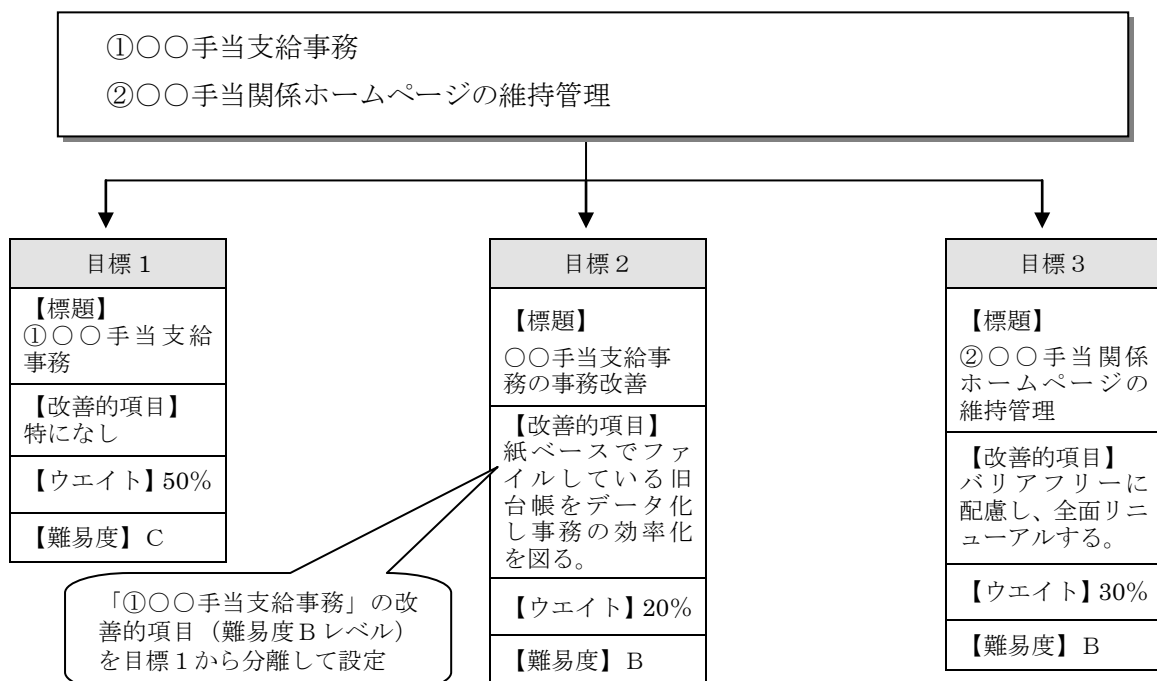 ①○○手当支給事務
②○○手当関係ホームページの維持管理
目標１
【標題】
①○○手当支給
事務
【改善的項目】
特になし
【ウエイト】50%
【難易度】Ｃ
目標２
【標題】
○○手当支給事
務の事務改善
【改善的項目】
紙ベースでファ
イルしている旧
台帳をデータ化
し事務の効率化
を図る。
【ウエイト】20%
【難易度】Ｂ
目標３
【標題】
②○○手当関係
ホームページの
維持管理
【改善的項目】
バリアフリーに
配慮し、全面リニ
ューアルする。
【ウエイト】30%
【難易度】Ｂ
「①○○手当支給事務」の改
善的項目（難易度Ｂレベル）
を目標１から分離して設定